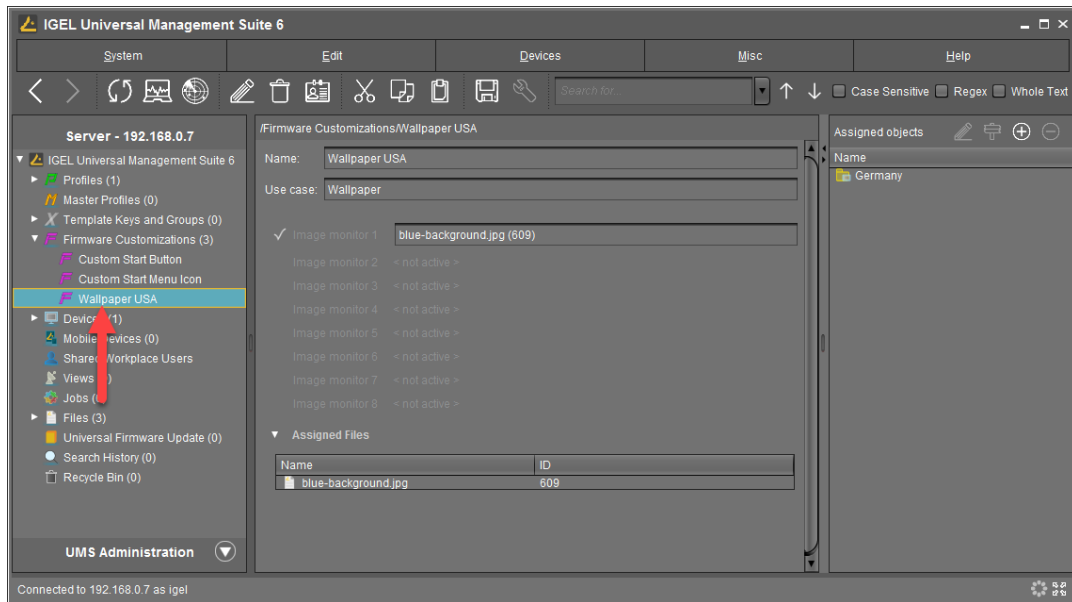 IGEL Universal Management Suite 6
System Edit Devices Misc Help
Search for... Case Sensitive Regex Whole Text
Server - 192.168.0.7
IGEL Universal Management Suite 6
Profiles (1)
Master Profiles (0)
Template Keys and Groups (0)
Firmware Customizations (3)
Custom Start Button
Custom Start Menu Icon
Wallpaper USA
(1)
Mobile Devices (0)
Workplace Users
Views
Jobs
Files (3)
Universal Firmware Update (0)
Search History (0)
Recycle Bin (0)
UMS Administration
/Firmware Customizations/Wallpaper USA
Name: Wallpaper USA
Use case: Wallpaper
Image monitor 1 blue-background.jpg (609)
Image monitor 2 < not active >
Image monitor 3 < not active >
Image monitor 4 < not active >
Image monitor 5 < not active >
Image monitor 6 < not active >
Image monitor 7 < not active >
Image monitor 8 < not active >
Assigned Files
Name ID
blue-background.jpg 609
Assigned objects
Name
Germany
Connected to 192.168.0.7 as igel